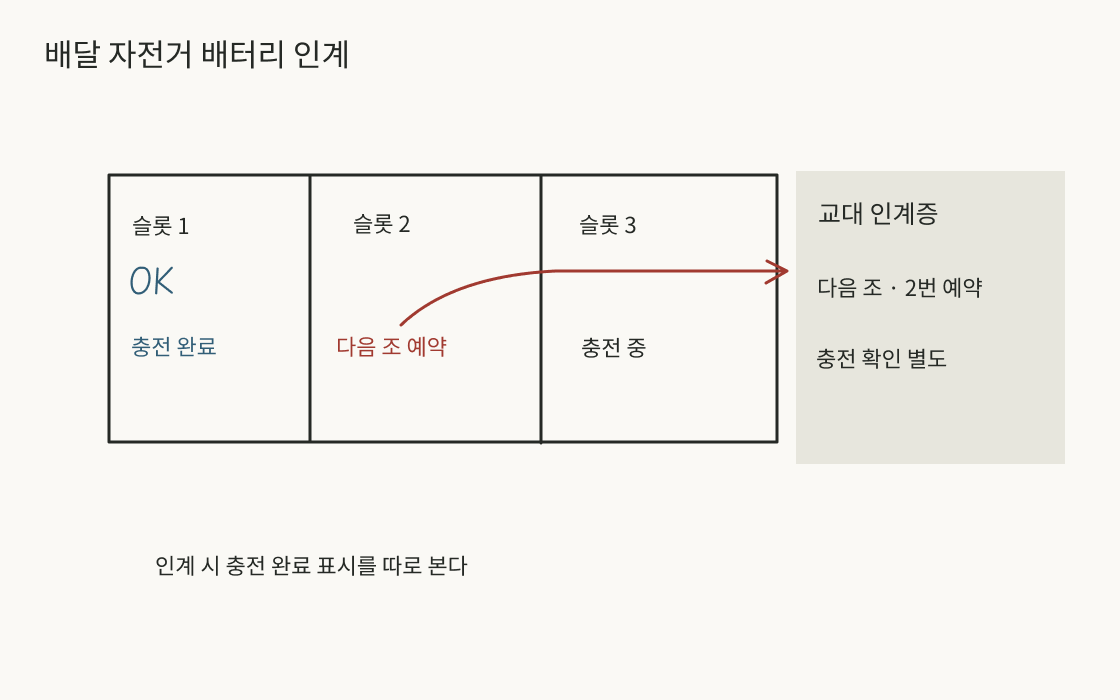 배달 자전거 배터리 인계
슬롯 1
OK
충전 완료
슬롯 2
다음 조 예약
슬롯 3
충전 중
교대 인계증
다음 조 · 2번 예약
충전 확인 별도
인계 시 충전 완료 표시를 따로 본다